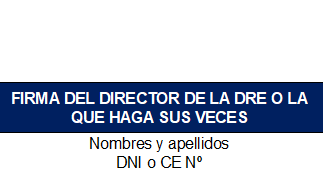 FIRMA DEL DIRECTOR DE LA DRE O LA
QUE HAGA SUS VECES
Nombres y apellidos
DNI o CE Nº